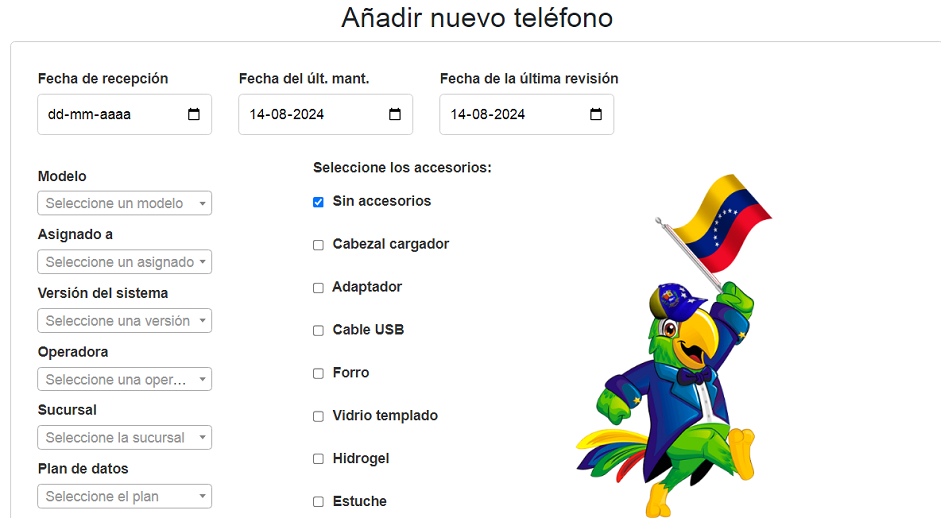 Añadir nuevo teléfono
Fecha de recepción
Fecha del últ. mant.
Fecha de la última revisión
dd-mm-aaaa
14-08-2024
14-08-2024
Modelo
Seleccione un modelo
Asignado a
Seleccione un asignado
Versión del sistema
Seleccione una versión
Operadora
Seleccione una oper...
Sucursal
Seleccione la sucursal
Plan de datos
Seleccione el plan
Seleccione los accesorios:
Sin accesorios
Cabezal cargador
Adaptador
Cable USB
Forro
Vidrio templado
Hidrogel
Estuche